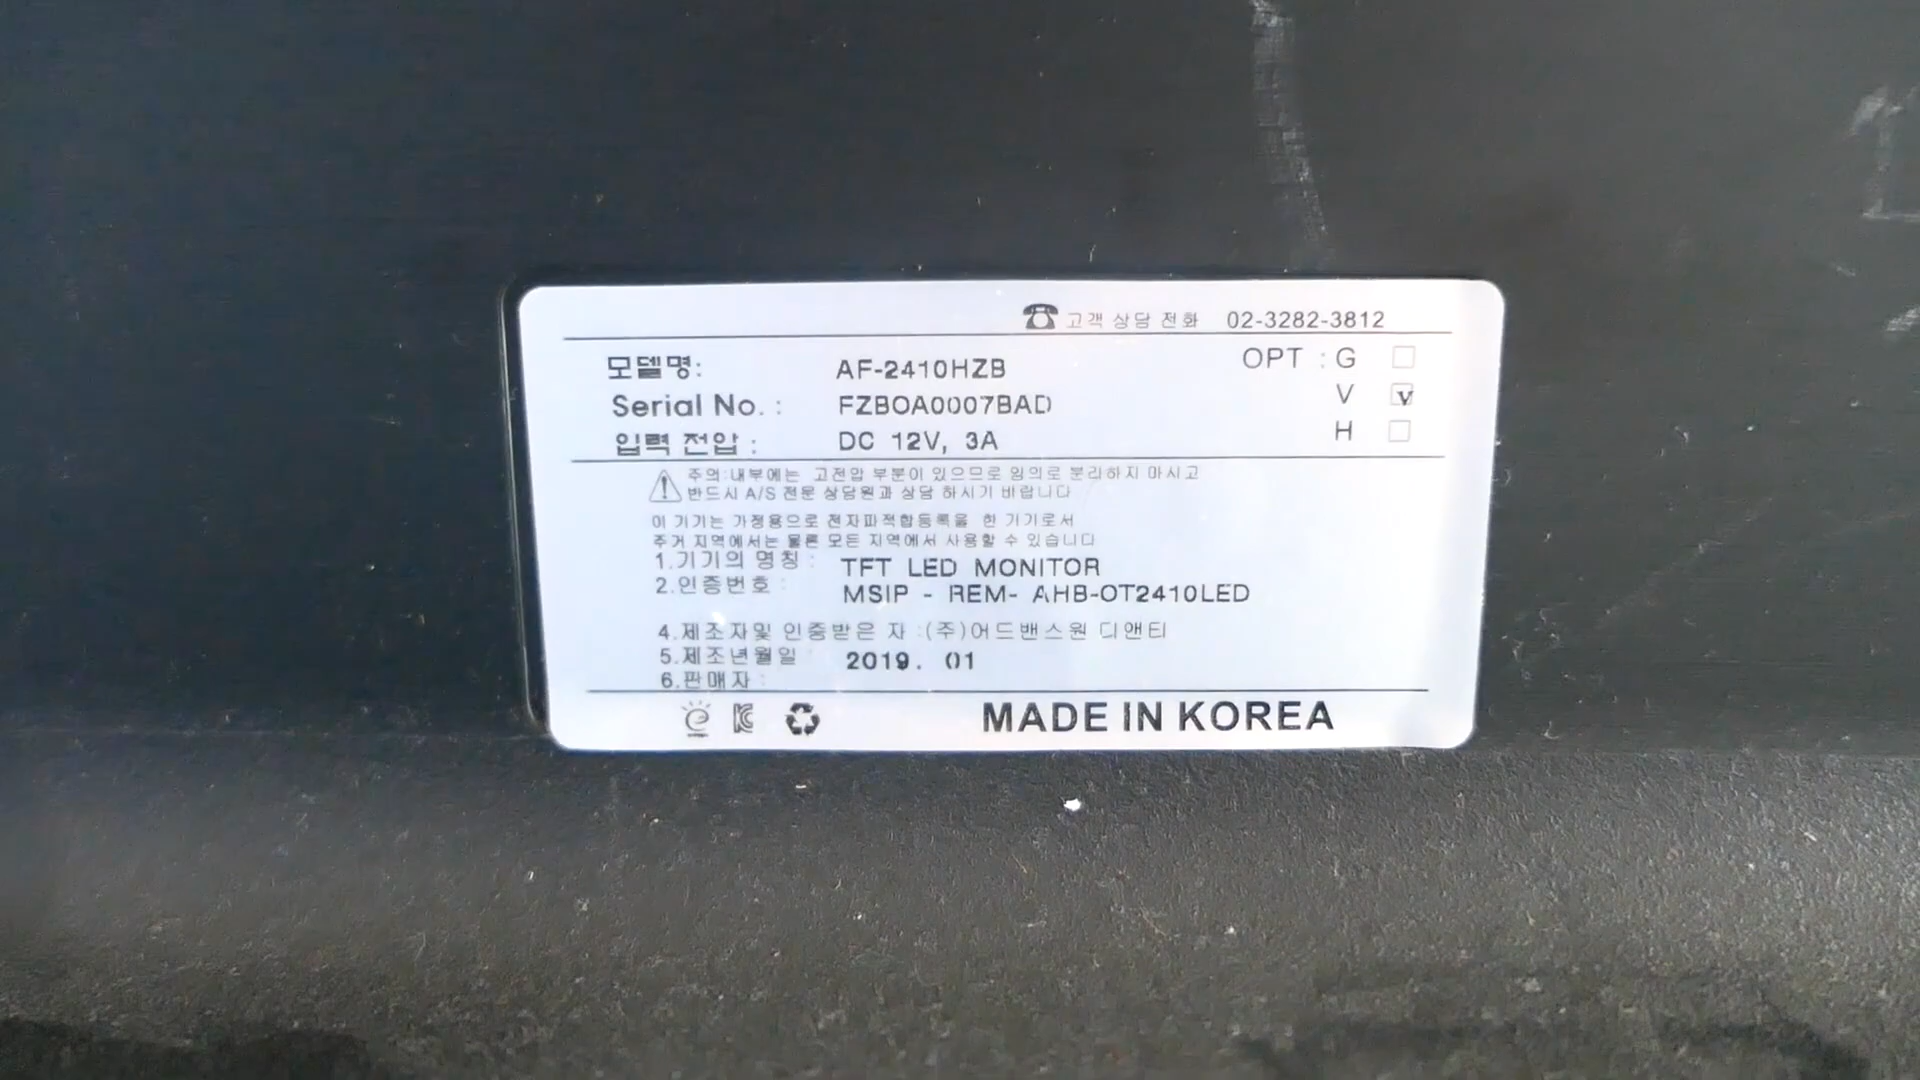 고객 상담 전화 02-3282-3812
모델명: AF-2410HZB OPT : G
Serial No. : FZBOA0007BAD V v
입력 전압 : DC 12V, 3A H
주의:내부에는 고전압 부분이 있으므로 임의로 분리하지 마시고
반드시 A/S 전문 상담원과 상담 하시기 바랍니다
이 기기는 가정용으로 전자파적합등록을 한 기기로서
주거 지역에서는 물론 모든 지역에서 사용할 수 있습니다
1.기기의 명칭 : TFT LED MONITOR
2.인증번호 : MSIP - REM- AHB-OT2410LED
4.제조자및 인증받은 자 :(주)어드밴스원 디앤티
5.제조년월일 : 2019. 01
6.판매자 :
MADE IN KOREA